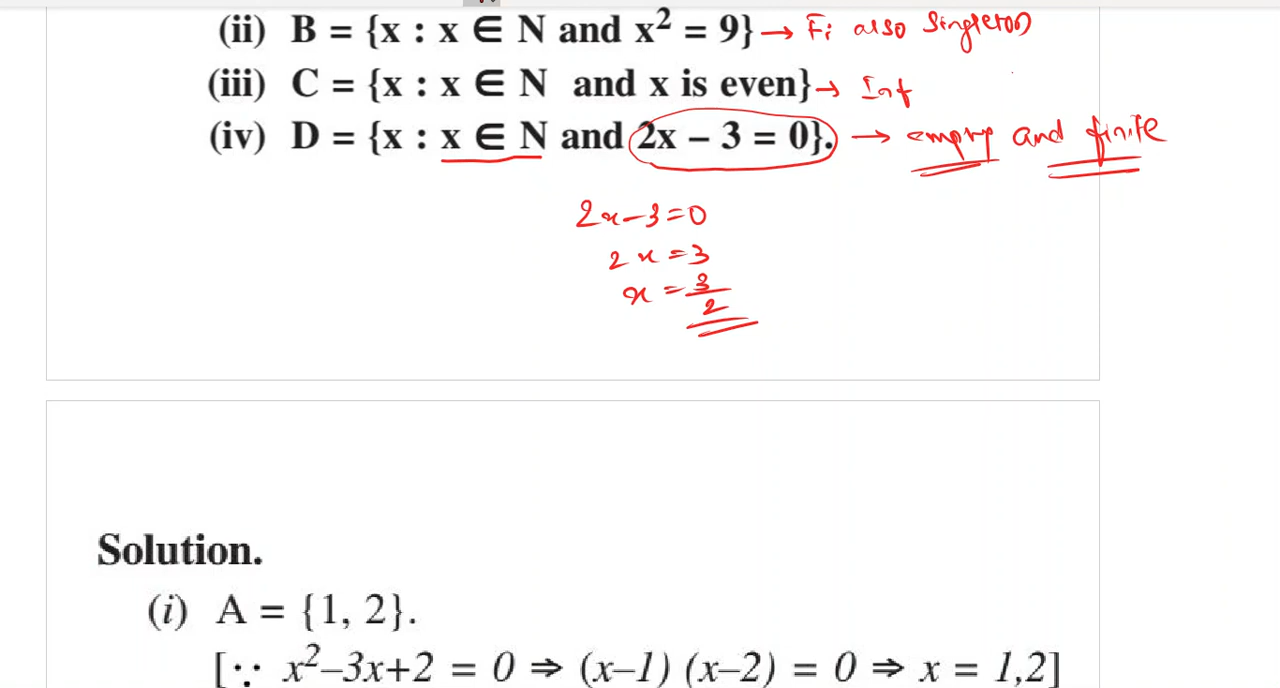 (ii) B = {x : x ∈ N and x² = 9} → Fi also Singleton
(iii) C = {x : x ∈ N and x is even} → Inf
(iv) D = {x : x ∈ N and 2x – 3 = 0}. → empty and finite
2x-3=0
2x=3
x=3/2
Solution.
(i) A = {1, 2}.
[∵ x²–3x+2 = 0 ⇒ (x–1) (x–2) = 0 ⇒ x = 1,2]